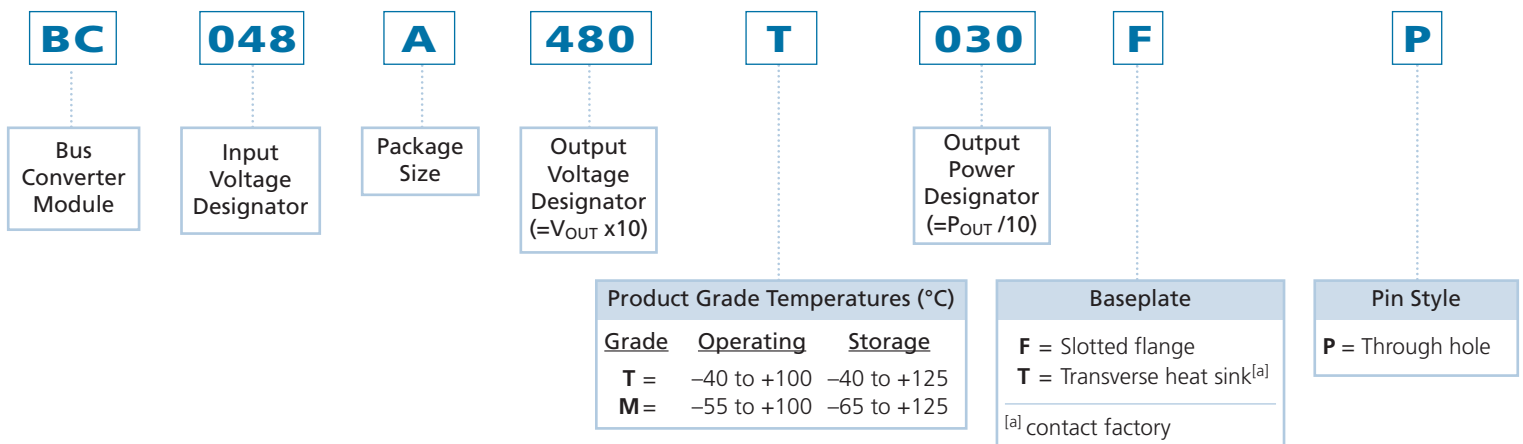 BC 048 A 480 T 030 F P
Bus
Converter
Module
Input
Voltage
Designator
Package
Size
Output
Voltage
Designator
(=VOUT x10)
Output
Power
Designator
(=POUT /10)
Product Grade Temperatures (°C)
Grade Operating Storage
T = –40 to +100 –40 to +125
M = –55 to +100 –65 to +125
Baseplate
F = Slotted flange
T = Transverse heat sink[a]
[a] contact factory
Pin Style
P = Through hole